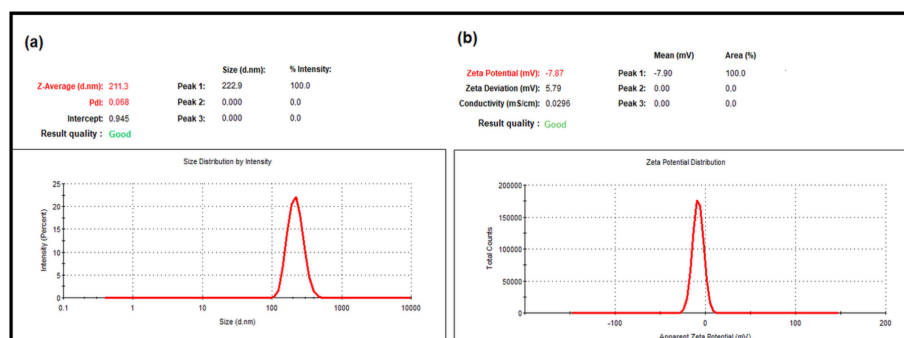 (a)
Size (d.nm): % Intensity:
Z-Average (d.nm): 211.3 Peak 1: 222.9 100.0
PdI: 0.068 Peak 2: 0.000 0.0
Intercept: 0.945 Peak 3: 0.000 0.0
Result quality : Good
Size Distribution by Intensity
Intensity (Percent)
25
20
15
10
5
0
0.1 1 10 100 1000 10000
Size (d.nm)
(b)
Mean (mV) Area (%)
Zeta Potential (mV): -7.87 Peak 1: -7.90 100.0
Zeta Deviation (mV): 5.79 Peak 2: 0.00 0.0
Conductivity (mS/cm): 0.0296 Peak 3: 0.00 0.0
Result quality : Good
Zeta Potential Distribution
Total Counts
200000
150000
100000
50000
0
-100 0 100 200
Apparent Zeta Potential (mV)